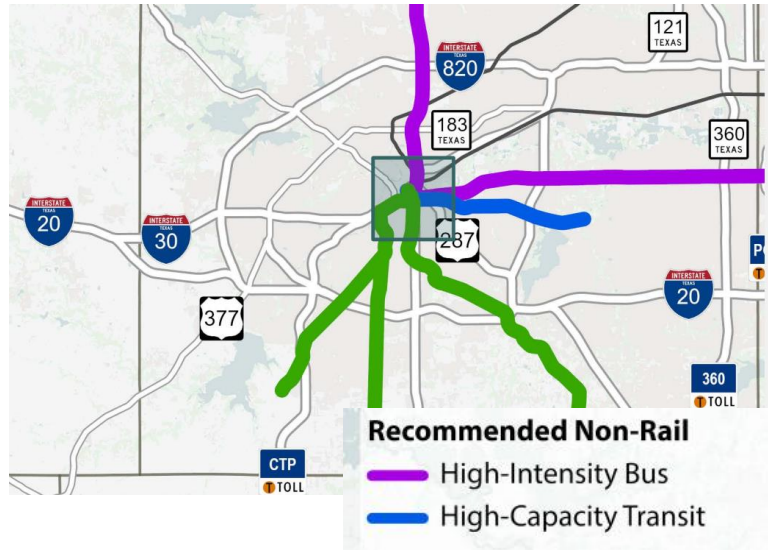 121
TEXAS
INTERSTATE
TEXAS
820
183
TEXAS
360
TEXAS
INTERSTATE
TEXAS
20
INTERSTATE
TEXAS
30
287
INTERSTATE
TEXAS
20
377
360
T TOLL
CTP
T TOLL
Recommended Non-Rail
High-Intensity Bus
High-Capacity Transit